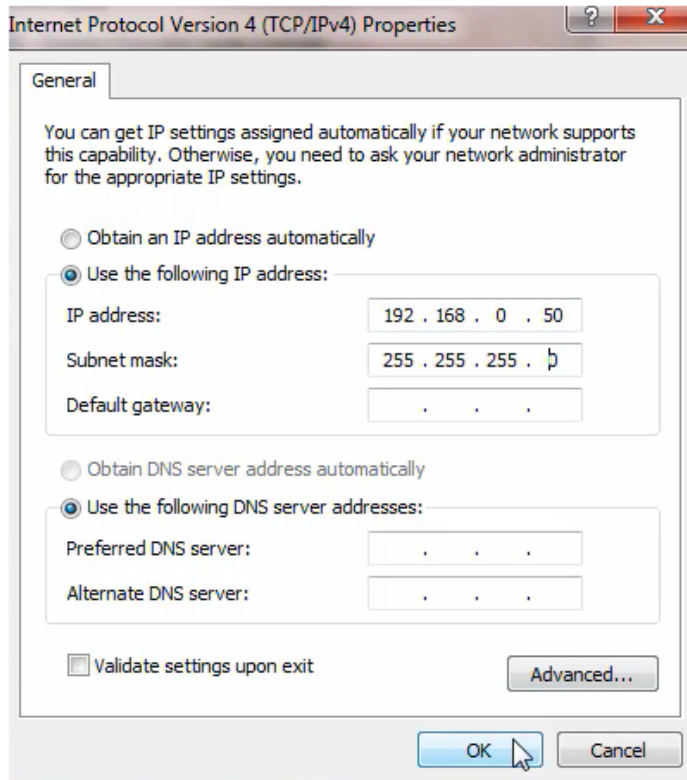 Internet Protocol Version 4 (TCP/IPv4) Properties
? X
General
You can get IP settings assigned automatically if your network supports
this capability. Otherwise, you need to ask your network administrator
for the appropriate IP settings.
Obtain an IP address automatically
Use the following IP address:
IP address: 192 . 168 . 0 . 50
Subnet mask: 255 . 255 . 255 . 0
Default gateway: . . .
Obtain DNS server address automatically
Use the following DNS server addresses:
Preferred DNS server: . . .
Alternate DNS server: . . .
Validate settings upon exit
Advanced...
OK Cancel